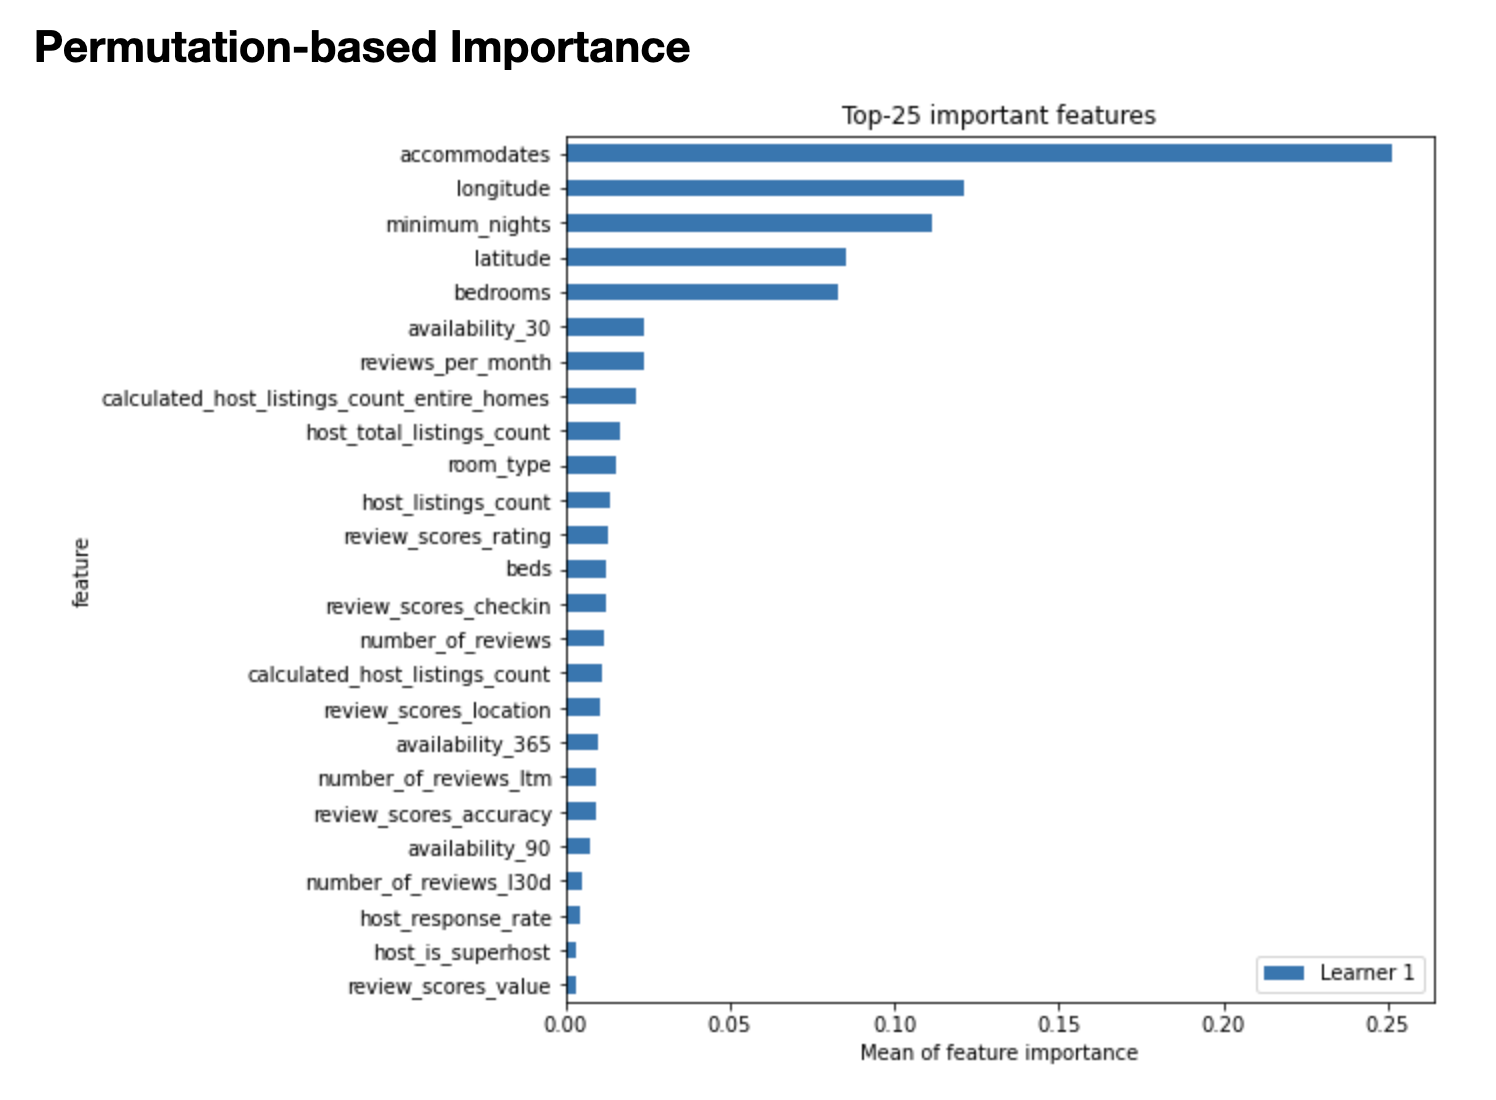 Permutation-based Importance
Top-25 important features
accommodates
longitude
minimum_nights
latitude
bedrooms
availability_30
reviews_per_month
calculated_host_listings_count_entire_homes
host_total_listings_count
room_type
host_listings_count
review_scores_rating
beds
review_scores_checkin
number_of_reviews
calculated_host_listings_count
review_scores_location
availability_365
number_of_reviews_ltm
review_scores_accuracy
availability_90
number_of_reviews_l30d
host_response_rate
host_is_superhost
review_scores_value
feature
Learner 1
0.00 0.05 0.10 0.15 0.20 0.25
Mean of feature importance